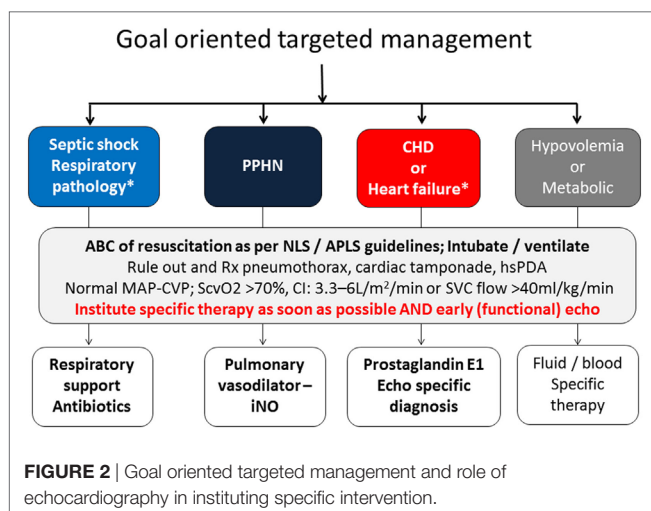 Goal oriented targeted management
Septic shock
Respiratory
pathology*
PPHN
CHD
or
Heart failure*
Hypovolemia
or
Metabolic
ABC of resuscitation as per NLS / APLS guidelines; Intubate / ventilate
Rule out and Rx pneumothorax, cardiac tamponade, hsPDA
Normal MAP-CVP; ScvO2 >70%, CI: 3.3–6L/m²/min or SVC flow >40ml/kg/min
Institute specific therapy as soon as possible AND early (functional) echo
Respiratory
support
Antibiotics
Pulmonary
vasodilator–
iNO
Prostaglandin E1
Echo specific
diagnosis
Fluid / blood
Specific
therapy
FIGURE 2 | Goal oriented targeted management and role of
echocardiography in instituting specific intervention.